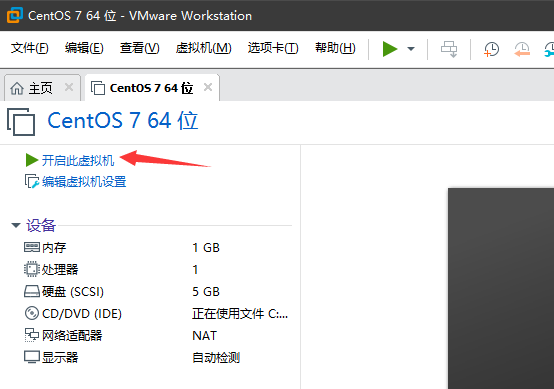 CentOS 7 64 位 - VMware Workstation
文件(F) 编辑(E) 查看(V) 虚拟机(M) 选项卡(T) 帮助(H)
主页 CentOS 7 64 位
CentOS 7 64 位
开启此虚拟机
编辑虚拟机设置
设备
内存 1 GB
处理器 1
硬盘 (SCSI) 5 GB
CD/DVD (IDE) 正在使用文件 C:...
网络适配器 NAT
显示器 自动检测